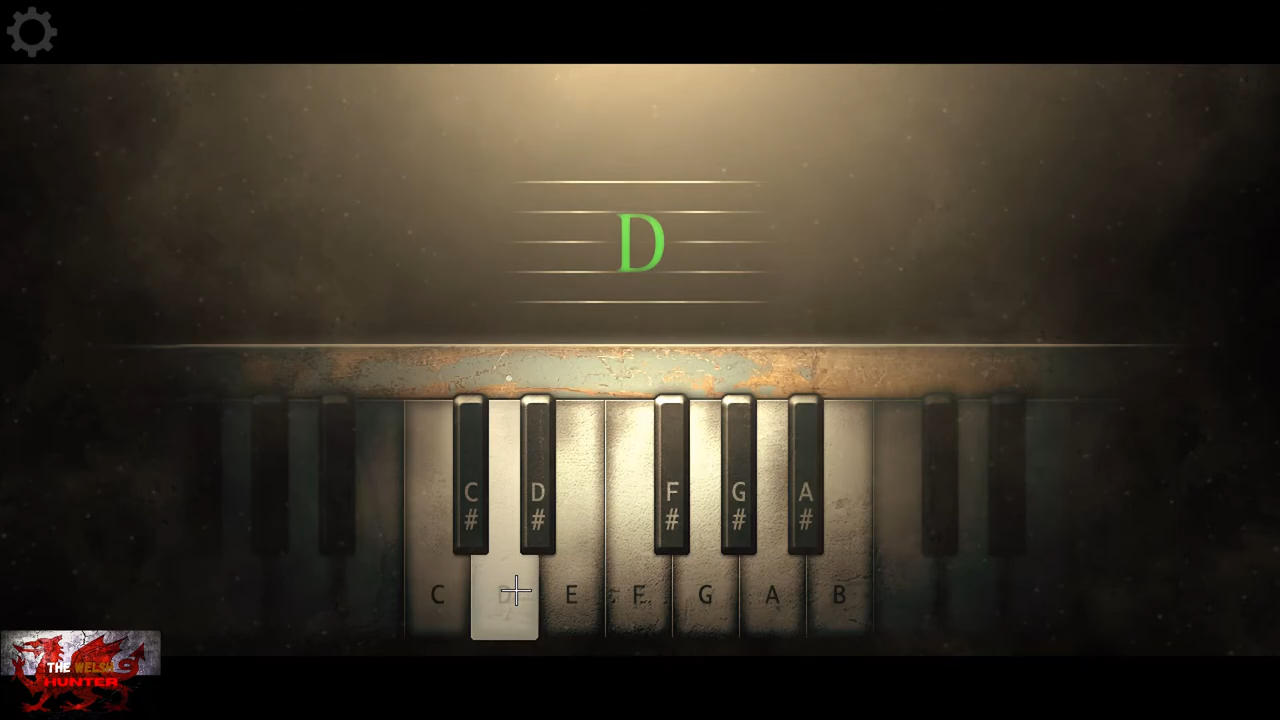 D
C D F G A
# # # # #
C D E F G A B
THE WELSH
HUNTER